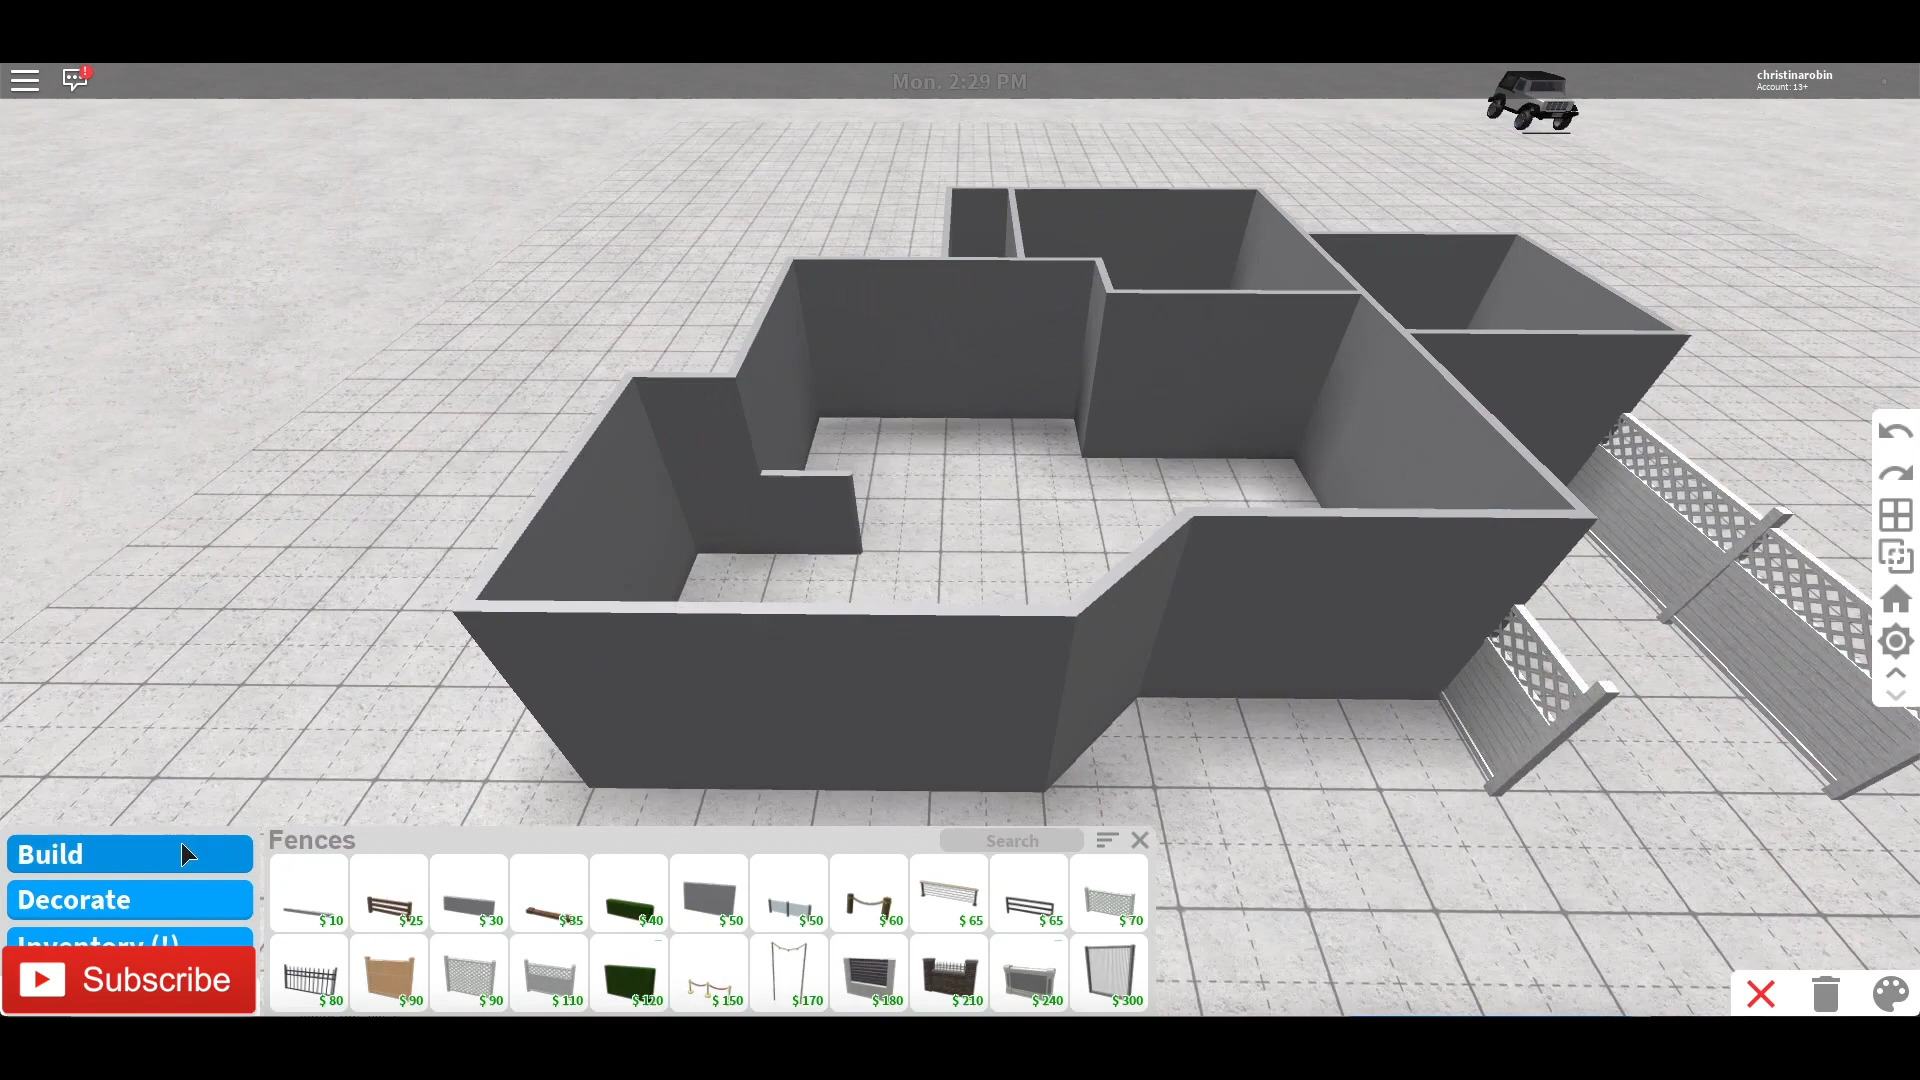 Mon. 2:29 PM
christinarobin
Account: 13+
Build
Decorate
Inventory (!)
Subscribe
Fences
Search
$ 10
$ 25
$ 30
$ 35
$ 40
$ 50
$ 50
$ 60
$ 65
$ 65
$ 70
$ 80
$ 90
$ 90
$ 110
$ 120
$ 150
$ 170
$ 180
$ 210
$ 240
$ 300